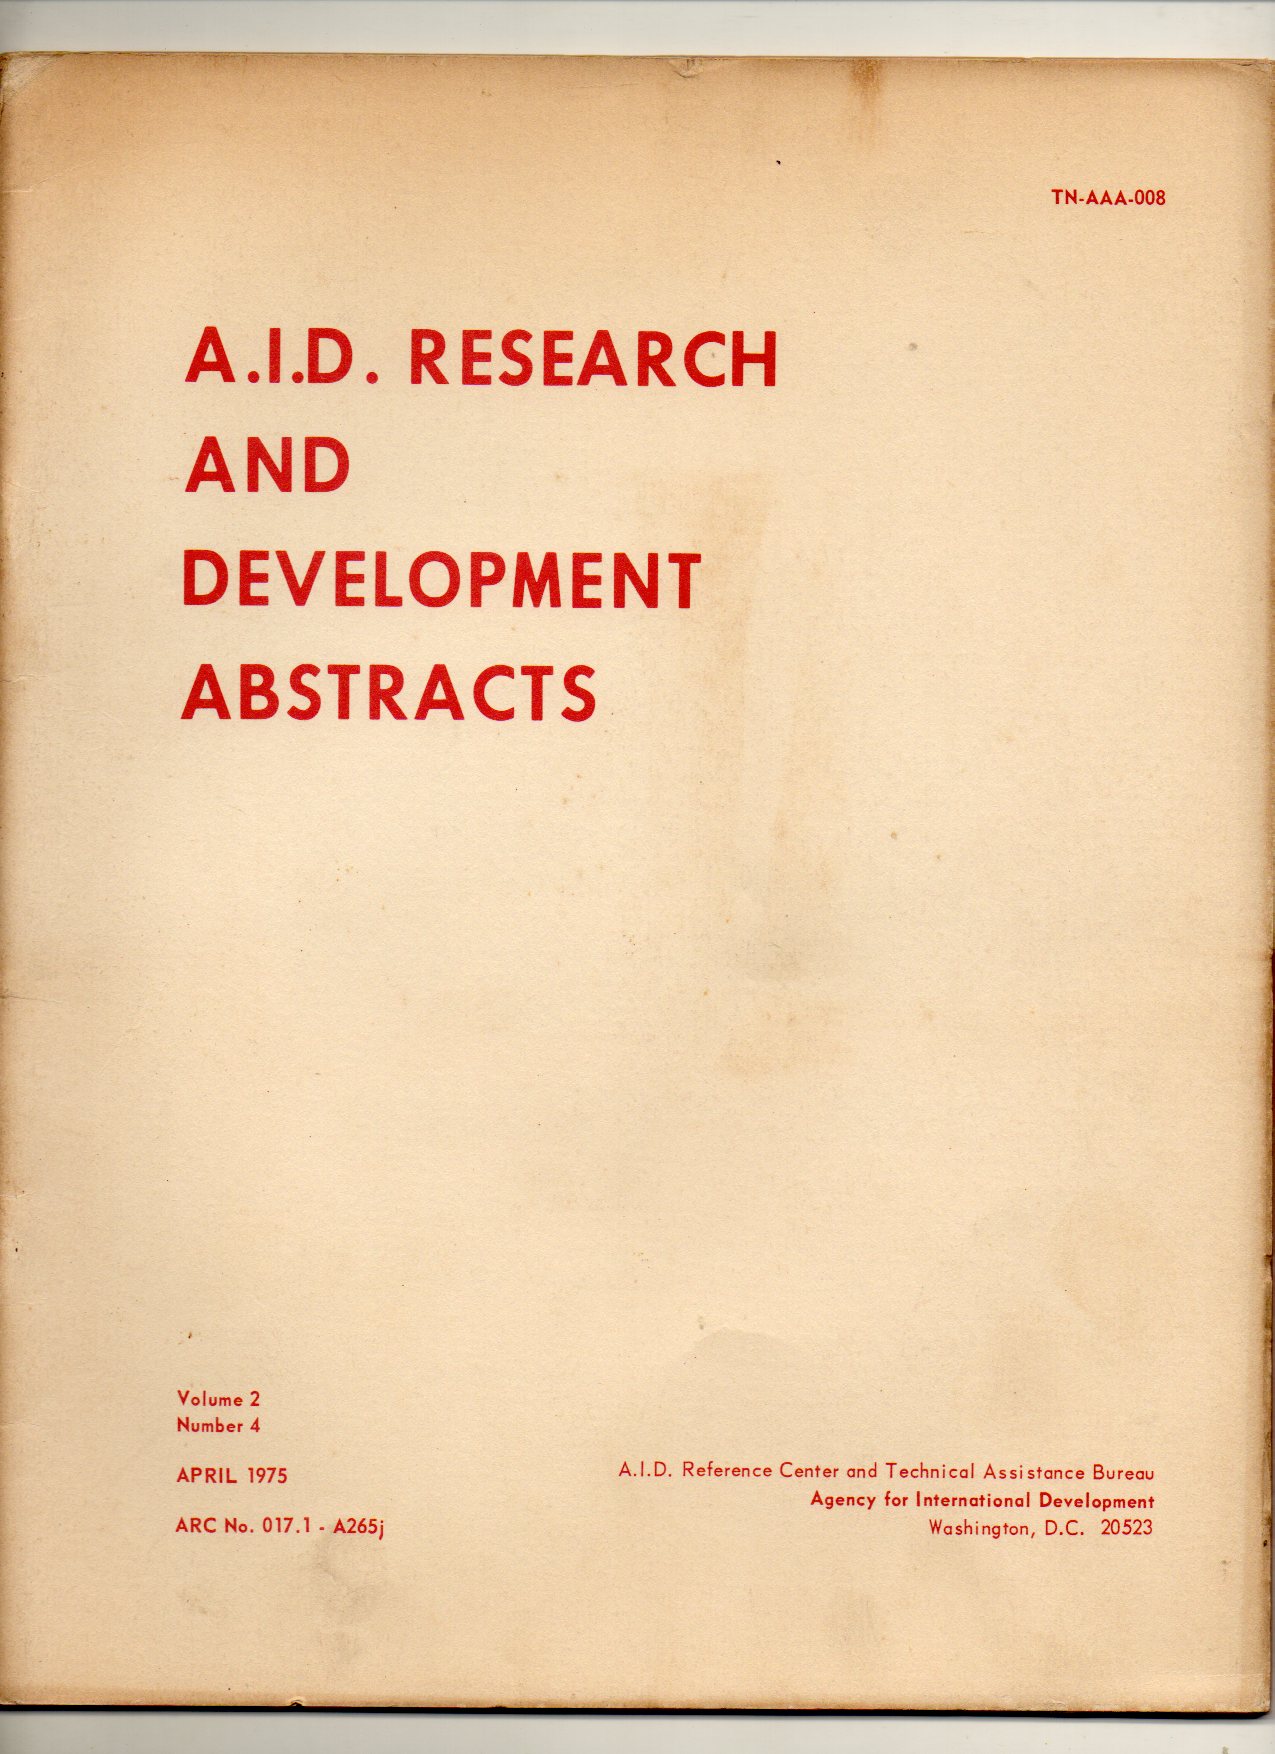 TN-AAA-008
A.I.D. RESEARCH
AND
DEVELOPMENT
ABSTRACTS
Volume 2
Number 4
APRIL 1975
ARC No. 017.1 - A265j
A.I.D. Reference Center and Technical Assistance Bureau
Agency for International Development
Washington, D.C. 20523